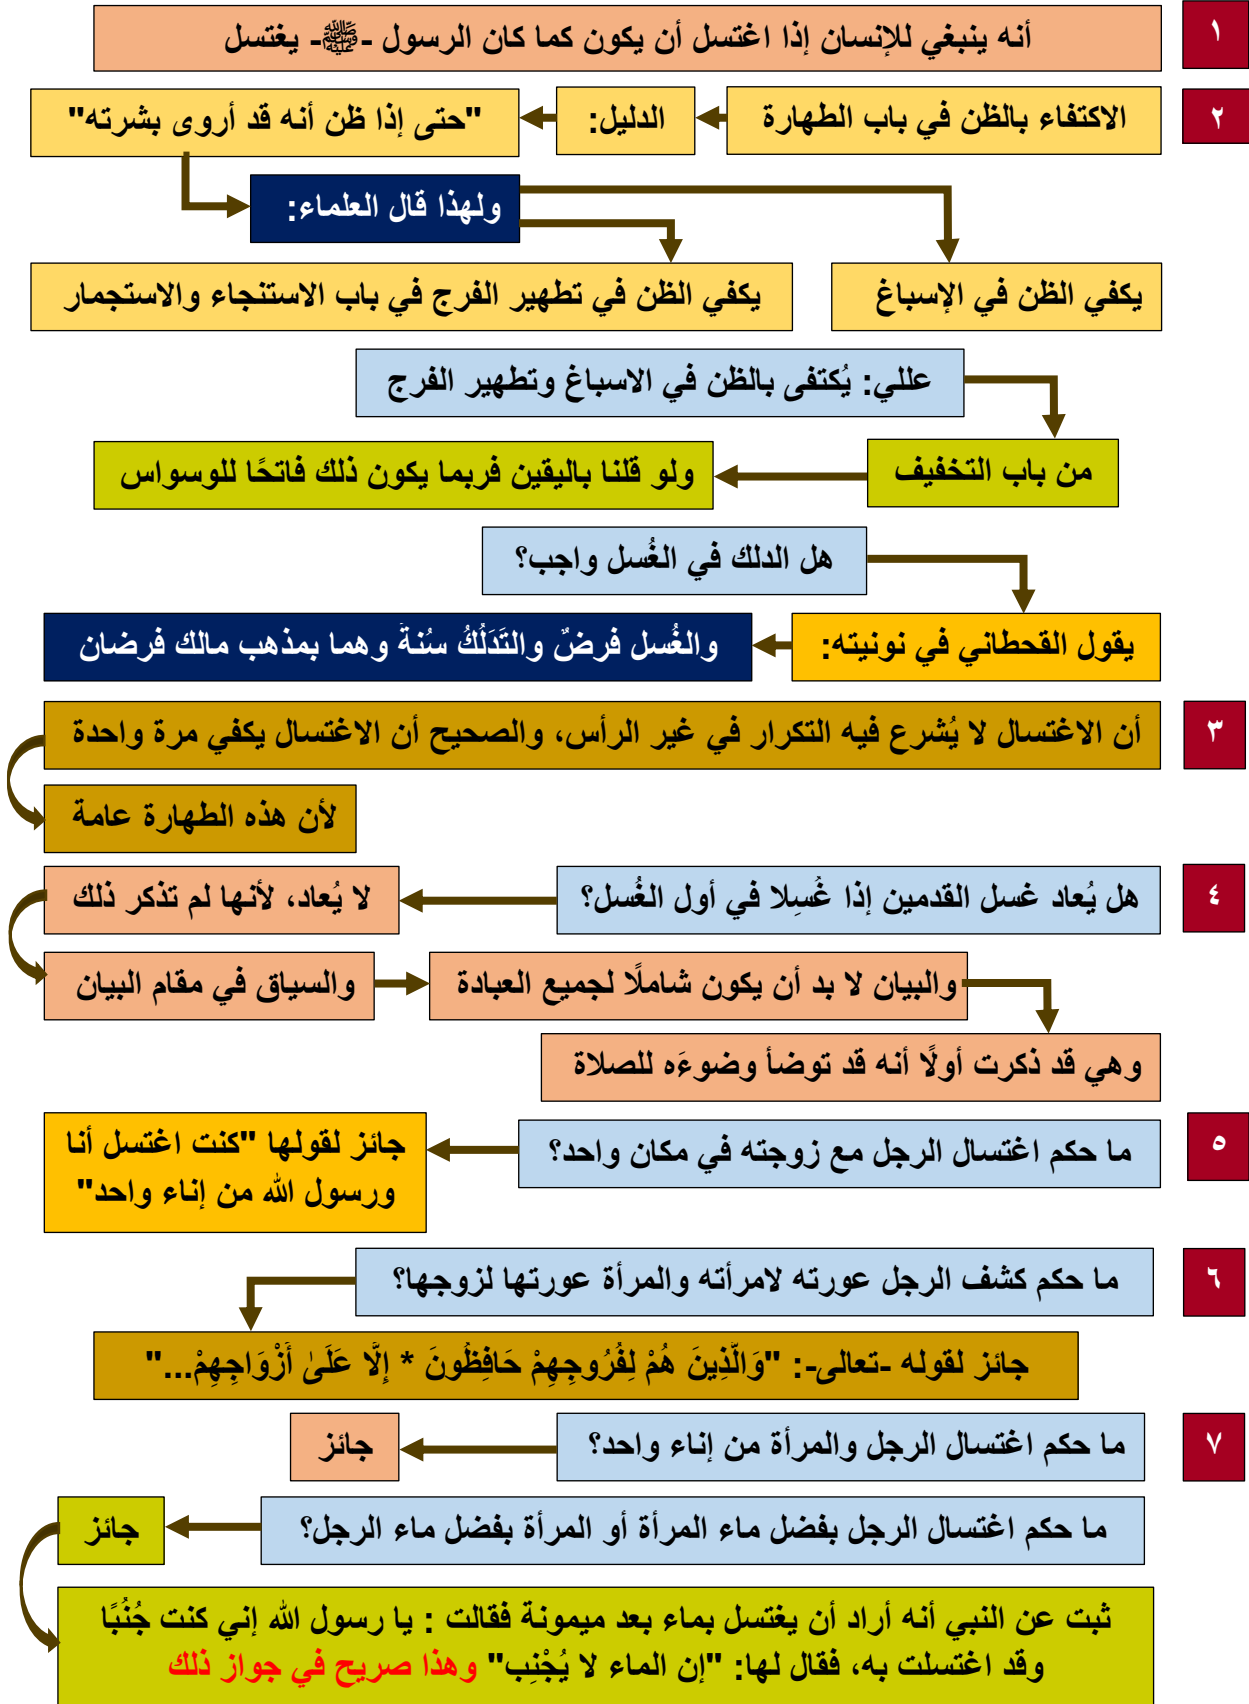 ١
أنه ينبغي للإنسان إذا اغتسل أن يكون كما كان الرسول -ﷺ- يغتسل
٢
الاكتفاء بالظن في باب الطهارة
الدليل:
"حتى إذا ظن أنه قد أروى بشرته"
ولهذا قال العلماء:
يكفي الظن في الإسباغ
يكفي الظن في تطهير الفرج في باب الاستنجاء والاستجمار
عللي: يُكتفى بالظن في الاسباغ وتطهير الفرج
من باب التخفيف
ولو قلنا باليقين فربما يكون ذلك فاتحًا للوسواس
هل الدلك في الغُسل واجب؟
يقول القحطاني في نونيته:
والغُسل فرضٌ والتَدَلُكُ سُنةً وهما بمذهب مالك فرضان
٣
أن الاغتسال لا يُشرع فيه التكرار في غير الرأس، والصحيح أن الاغتسال يكفي مرة واحدة
لأن هذه الطهارة عامة
٤
هل يُعاد غسل القدمين إذا غُسِلا في أول الغُسل؟
لا يُعاد، لأنها لم تذكر ذلك
والسياق في مقام البيان
والبيان لا بد أن يكون شاملًا لجميع العبادة
وهي قد ذكرت أولًا أنه قد توضأ وضوءَه للصلاة
٥
ما حكم اغتسال الرجل مع زوجته في مكان واحد؟
جائز لقولها "كنت اغتسل أنا
ورسول الله من إناء واحد"
٦
ما حكم كشف الرجل عورته لامرأته والمرأة عورتها لزوجها؟
جائز لقوله -تعالى-: "وَالَّذِينَ هُمْ لِفُرُوجِهِمْ حَافِظُونَ * إِلَّا عَلَىٰ أَزْوَاجِهِمْ..."
٧
ما حكم اغتسال الرجل والمرأة من إناء واحد؟
جائز
ما حكم اغتسال الرجل بفضل ماء المرأة أو المرأة بفضل ماء الرجل؟
جائز
ثبت عن النبي أنه أراد أن يغتسل بماء بعد ميمونة فقالت : يا رسول الله إني كنت جُنُبًا
وقد اغتسلت به، فقال لها: "إن الماء لا يُجْنِب" وهذا صريح في جواز ذلك